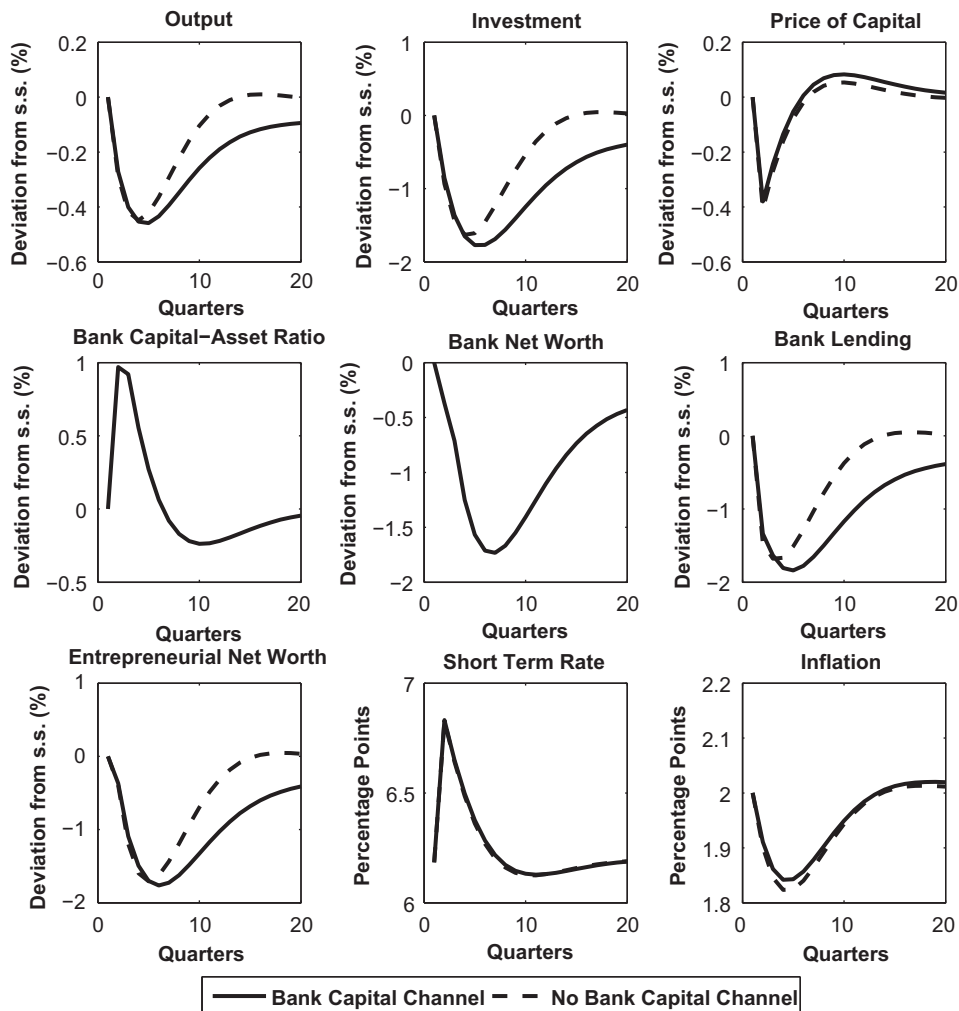 Output
Deviation from s.s. (%)
0.2
0
−0.2
−0.4
−0.6
0
10
20
Quarters
Investment
Deviation from s.s. (%)
1
0
−1
−2
0
10
20
Quarters
Price of Capital
Deviation from s.s. (%)
0.2
0
−0.2
−0.4
−0.6
0
10
20
Quarters
Bank Capital−Asset Ratio
Deviation from s.s. (%)
1
0.5
0
−0.5
0
10
20
Quarters
Bank Net Worth
Deviation from s.s. (%)
0
−0.5
−1
−1.5
−2
0
10
20
Quarters
Bank Lending
Deviation from s.s. (%)
1
0
−1
−2
0
10
20
Quarters
Entrepreneurial Net Worth
Deviation from s.s. (%)
1
0
−1
−2
0
10
20
Quarters
Short Term Rate
Percentage Points
7
6.5
6
0
10
20
Quarters
Inflation
Percentage Points
2.2
2.1
2
1.9
1.8
0
10
20
Quarters
Bank Capital Channel
No Bank Capital Channel